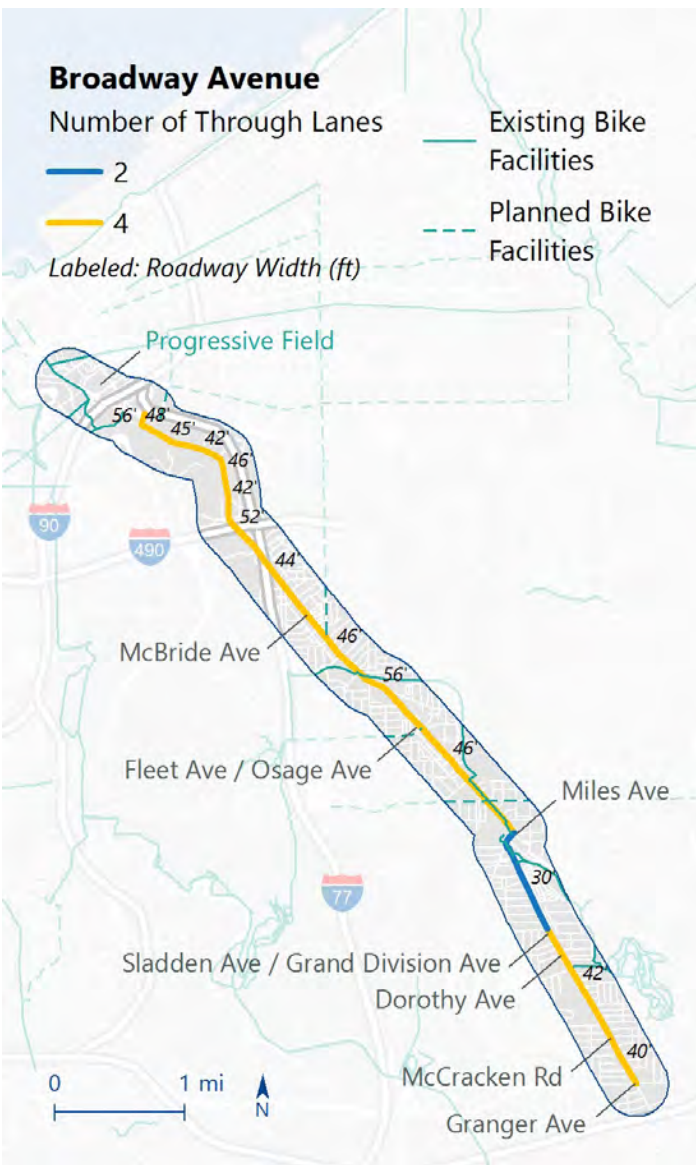 Broadway Avenue
Number of Through Lanes
2
4
Labeled: Roadway Width (ft)
Existing Bike
Facilities
Planned Bike
Facilities
Progressive Field
56' 48'
45'
42'
46'
42'
52'
90
490
44'
McBride Ave
46'
56'
Fleet Ave / Osage Ave
46'
Miles Ave
77
30'
Sladden Ave / Grand Division Ave
42'
Dorothy Ave
40'
McCracken Rd
Granger Ave
0 1 mi
N